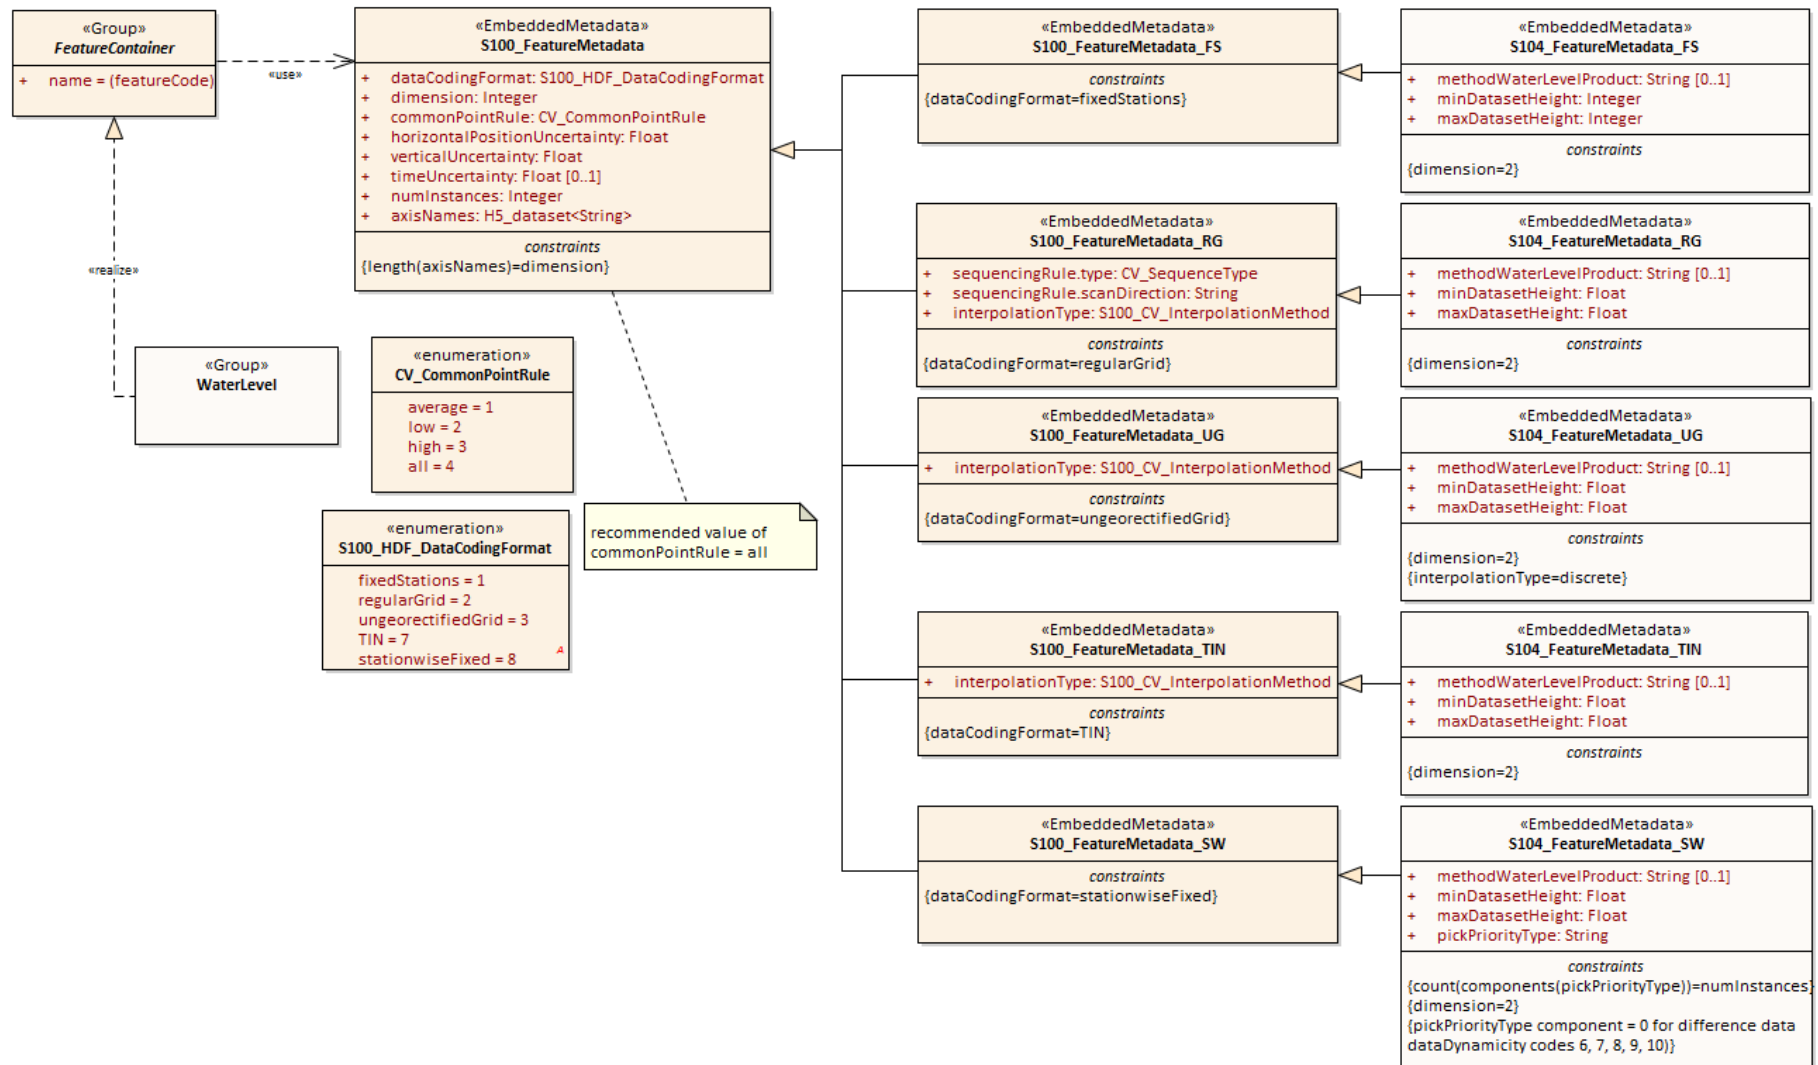 «Group»
FeatureContainer
+ name = (featureCode)
«use»
«realize»
«Group»
WaterLevel
«EmbeddedMetadata»
S100_FeatureMetadata
+ dataCodingFormat: S100_HDF_DataCodingFormat
+ dimension: Integer
+ commonPointRule: CV_CommonPointRule
+ horizontalPositionUncertainty: Float
+ verticalUncertainty: Float
+ timeUncertainty: Float [0..1]
+ numInstances: Integer
+ axisNames: H5_dataset<String>
constraints
{length(axisNames)=dimension}
«enumeration»
CV_CommonPointRule
average = 1
low = 2
high = 3
all = 4
«enumeration»
S100_HDF_DataCodingFormat
fixedStations = 1
regularGrid = 2
ungeorectifiedGrid = 3
TIN = 7
stationwiseFixed = 8
A
recommended value of
commonPointRule = all
«EmbeddedMetadata»
S100_FeatureMetadata_FS
constraints
{dataCodingFormat=fixedStations}
«EmbeddedMetadata»
S104_FeatureMetadata_FS
+ methodWaterLevelProduct: String [0..1]
+ minDatasetHeight: Integer
+ maxDatasetHeight: Integer
constraints
{dimension=2}
«EmbeddedMetadata»
S100_FeatureMetadata_RG
+ sequencingRule.type: CV_SequenceType
+ sequencingRule.scanDirection: String
+ interpolationType: S100_CV_InterpolationMethod
constraints
{dataCodingFormat=regularGrid}
«EmbeddedMetadata»
S104_FeatureMetadata_RG
+ methodWaterLevelProduct: String [0..1]
+ minDatasetHeight: Float
+ maxDatasetHeight: Float
constraints
{dimension=2}
«EmbeddedMetadata»
S100_FeatureMetadata_UG
+ interpolationType: S100_CV_InterpolationMethod
constraints
{dataCodingFormat=ungeorectifiedGrid}
«EmbeddedMetadata»
S104_FeatureMetadata_UG
+ methodWaterLevelProduct: String [0..1]
+ minDatasetHeight: Float
+ maxDatasetHeight: Float
constraints
{dimension=2}
{interpolationType=discrete}
«EmbeddedMetadata»
S100_FeatureMetadata_TIN
+ interpolationType: S100_CV_InterpolationMethod
constraints
{dataCodingFormat=TIN}
«EmbeddedMetadata»
S104_FeatureMetadata_TIN
+ methodWaterLevelProduct: String [0..1]
+ minDatasetHeight: Float
+ maxDatasetHeight: Float
constraints
{dimension=2}
«EmbeddedMetadata»
S100_FeatureMetadata_SW
constraints
{dataCodingFormat=stationwiseFixed}
«EmbeddedMetadata»
S104_FeatureMetadata_SW
+ methodWaterLevelProduct: String [0..1]
+ minDatasetHeight: Float
+ maxDatasetHeight: Float
+ pickPriorityType: String
constraints
{count(components(pickPriorityType))=numInstances}
{dimension=2}
{pickPriorityType component = 0 for difference data
dataDynamicity codes 6, 7, 8, 9, 10)}